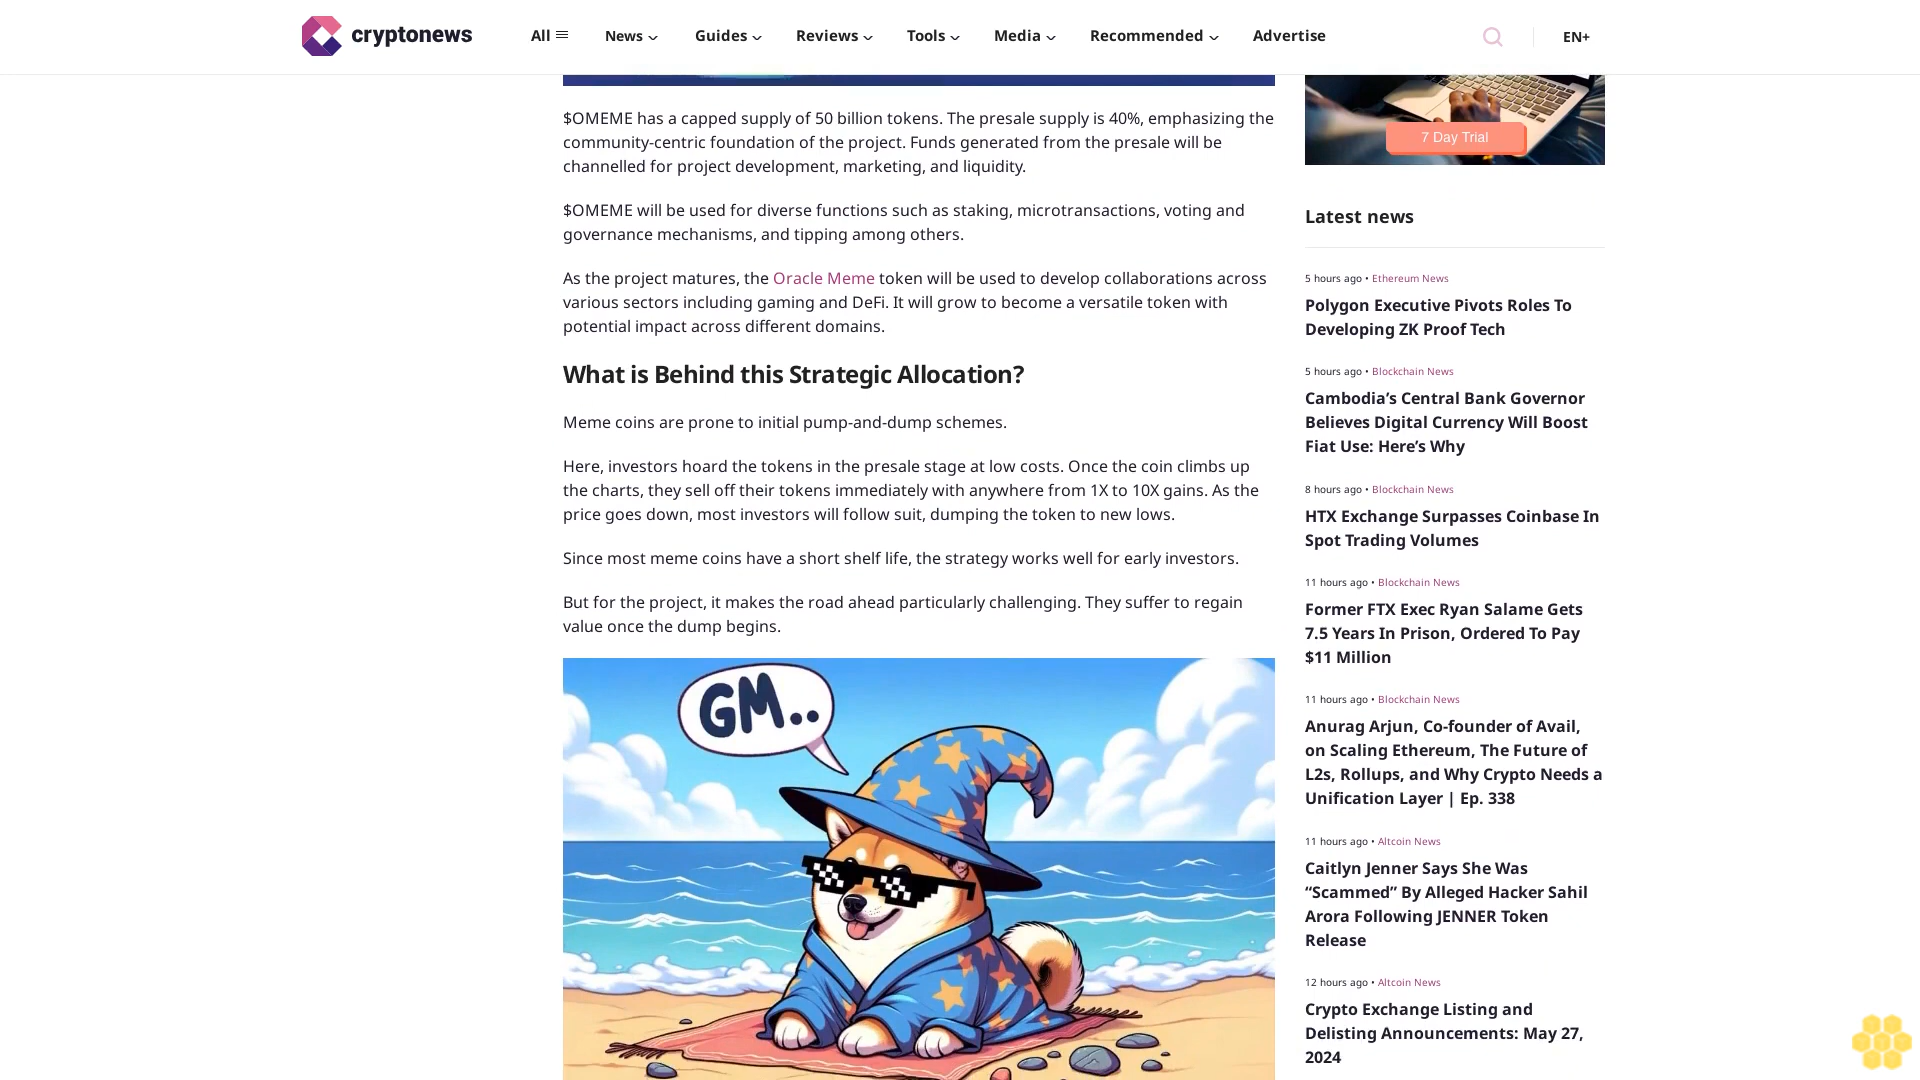 cryptonews
All
News
Guides
Reviews
Tools
Media
Recommended
Advertise
EN+
$OMEME has a capped supply of 50 billion tokens. The presale supply is 40%, emphasizing the
community-centric foundation of the project. Funds generated from the presale will be
channelled for project development, marketing, and liquidity.
$OMEME will be used for diverse functions such as staking, microtransactions, voting and
governance mechanisms, and tipping among others.
As the project matures, the Oracle Meme token will be used to develop collaborations across
various sectors including gaming and DeFi. It will grow to become a versatile token with
potential impact across different domains.
What is Behind this Strategic Allocation?
Meme coins are prone to initial pump-and-dump schemes.
Here, investors hoard the tokens in the presale stage at low costs. Once the coin climbs up
the charts, they sell off their tokens immediately with anywhere from 1X to 10X gains. As the
price goes down, most investors will follow suit, dumping the token to new lows.
Since most meme coins have a short shelf life, the strategy works well for early investors.
But for the project, it makes the road ahead particularly challenging. They suffer to regain
value once the dump begins.
GM..
7 Day Trial
Latest news
5 hours ago • Ethereum News
Polygon Executive Pivots Roles To
Developing ZK Proof Tech
5 hours ago • Blockchain News
Cambodia’s Central Bank Governor
Believes Digital Currency Will Boost
Fiat Use: Here’s Why
8 hours ago • Blockchain News
HTX Exchange Surpasses Coinbase In
Spot Trading Volumes
11 hours ago • Blockchain News
Former FTX Exec Ryan Salame Gets
7.5 Years In Prison, Ordered To Pay
$11 Million
11 hours ago • Blockchain News
Anurag Arjun, Co-founder of Avail,
on Scaling Ethereum, The Future of
L2s, Rollups, and Why Crypto Needs a
Unification Layer | Ep. 338
11 hours ago • Altcoin News
Caitlyn Jenner Says She Was
“Scammed” By Alleged Hacker Sahil
Arora Following JENNER Token
Release
12 hours ago • Altcoin News
Crypto Exchange Listing and
Delisting Announcements: May 27,
2024